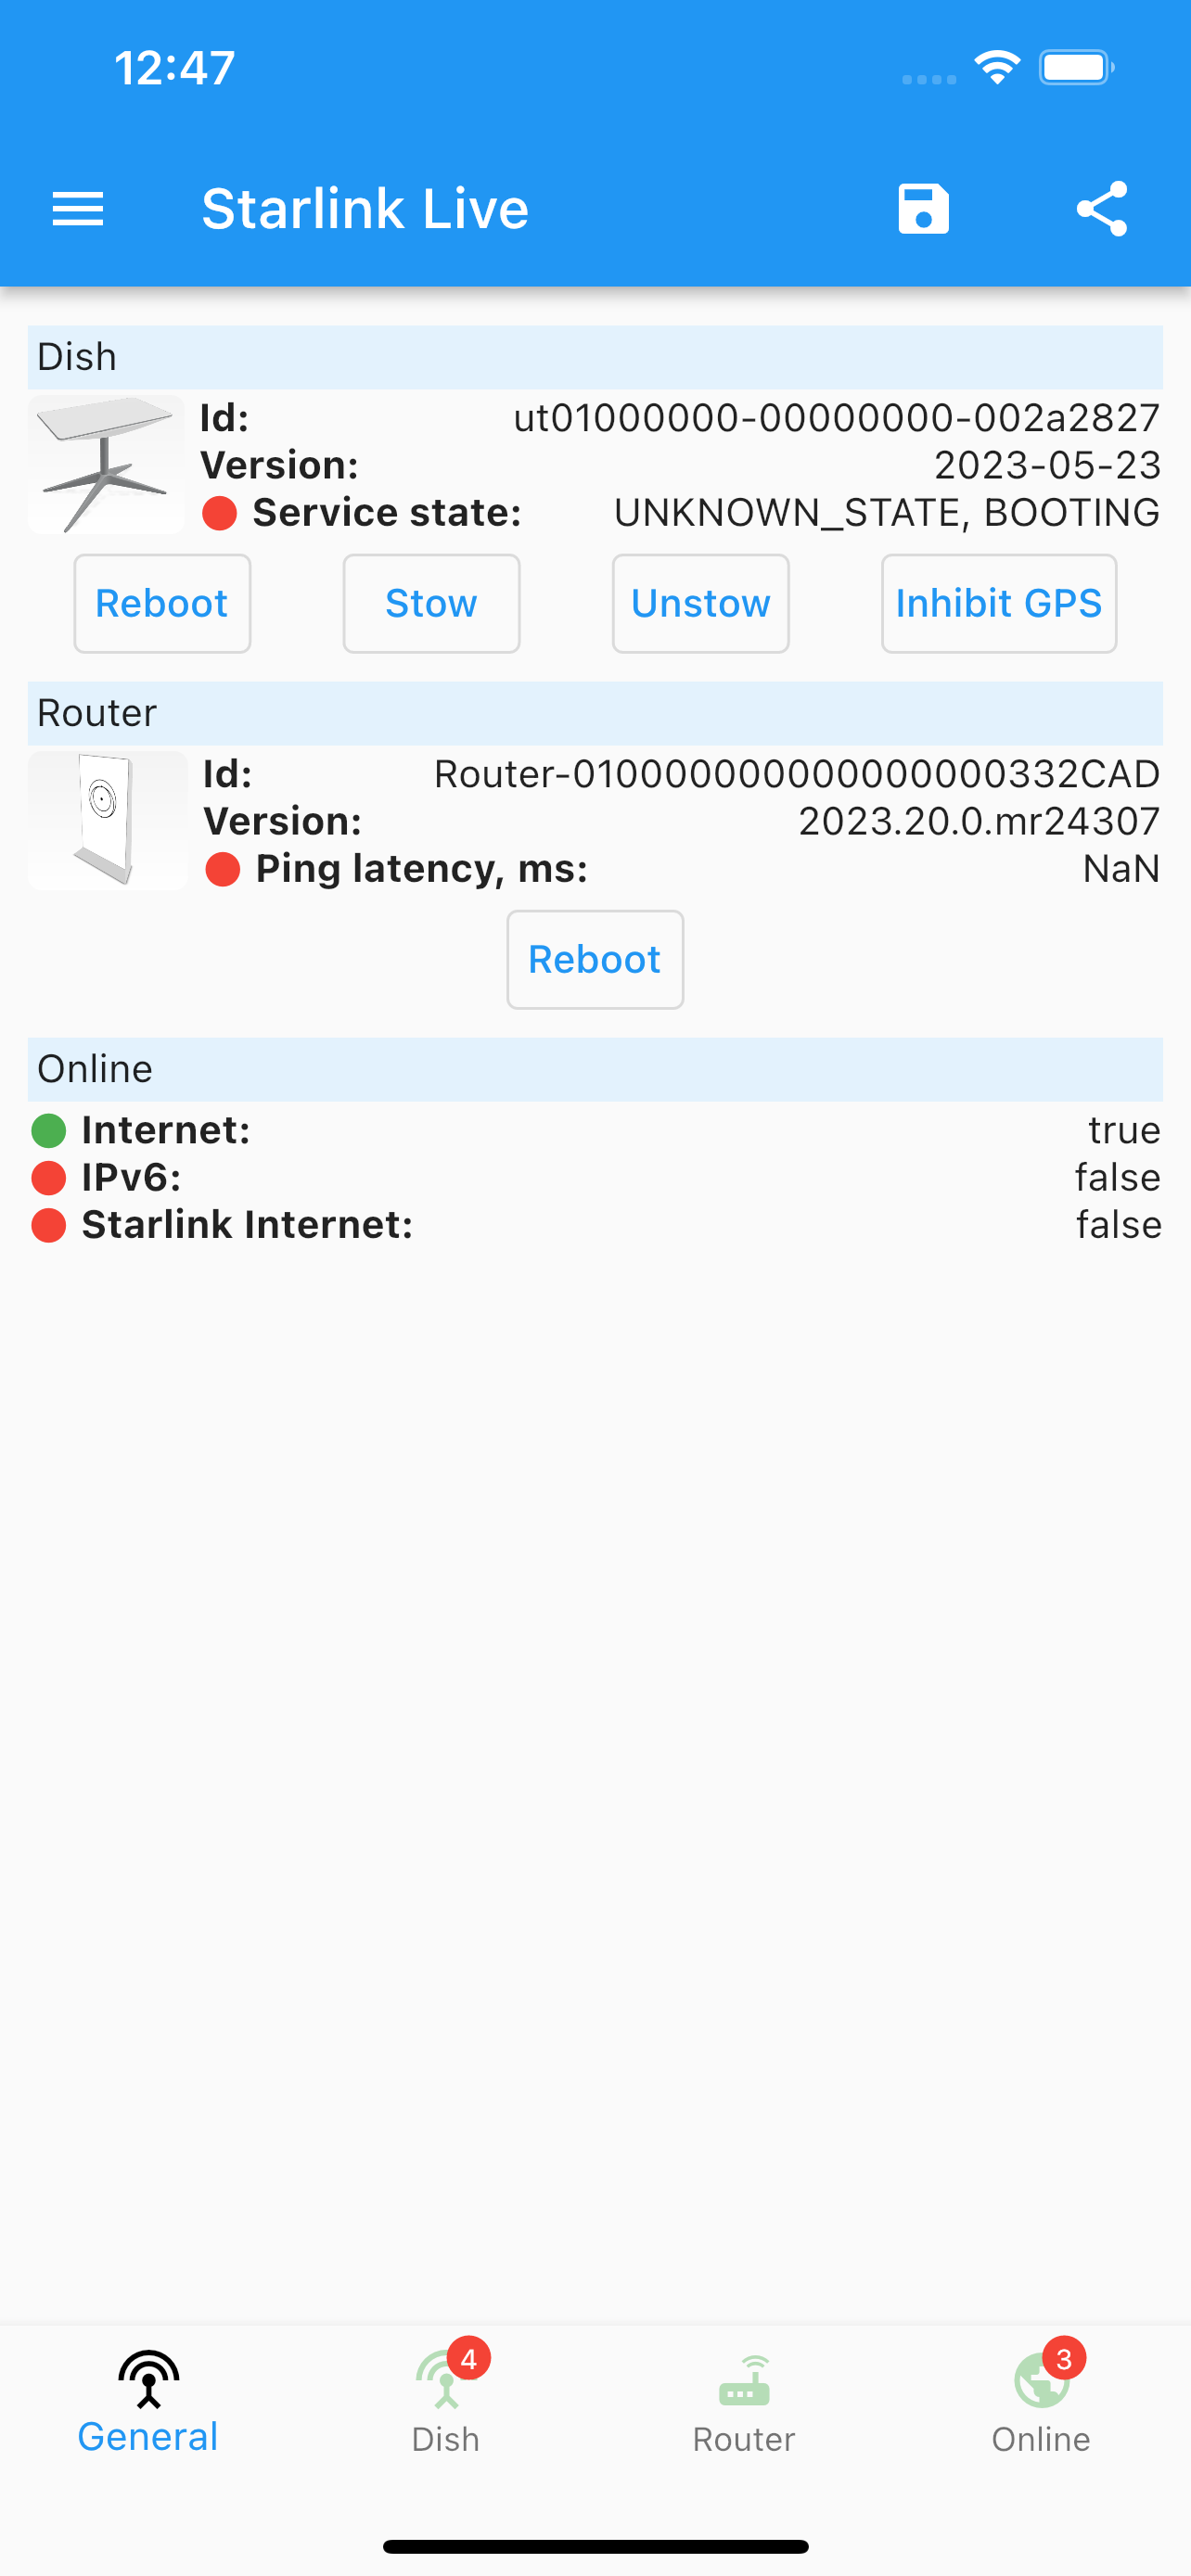 12:47
Starlink Live
Dish
Id: ut01000000-00000000-002a2827
Version: 2023-05-23
Service state: UNKNOWN_STATE, BOOTING
Reboot Stow Unstow Inhibit GPS
Router
Id: Router-010000000000000000332CAD
Version: 2023.20.0.mr24307
Ping latency, ms: NaN
Reboot
Online
Internet: true
IPv6: false
Starlink Internet: false
4 3
General Dish Router Online